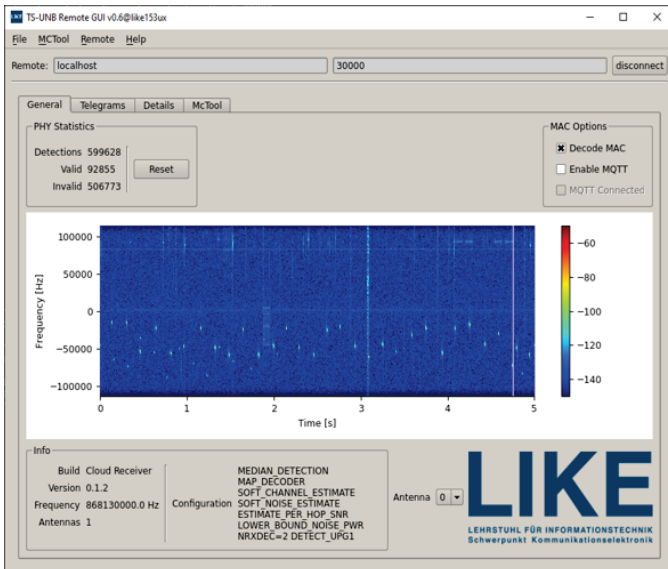 LIKE TS-UNB Remote GUI v0.6@like153ux
File MCTool Remote Help
Remote: localhost 30000 disconnect
General Telegrams Details McTool
PHY Statistics
Detections 599628
Valid 92855
Invalid 506773
Reset
MAC Options
Decode MAC
Enable MQTT
MQTT Connected
Frequency [Hz]
100000
50000
0
−50000
−100000
0 1 2 3 4 5
Time [s]
−60
−80
−100
−120
−140
Info
Build Cloud Receiver
Version 0.1.2
Frequency 868130000.0 Hz
Antennas 1
Configuration
MEDIAN_DETECTION
MAP_DECODER
SOFT_CHANNEL_ESTIMATE
SOFT_NOISE_ESTIMATE
ESTIMATE_PER_HOP_SNR
LOWER_BOUND_NOISE_PWR
NRXDEC=2 DETECT_UPG1
Antenna 0
LIKE
LEHRSTUHL FÜR INFORMATIONSTECHNIK
Schwerpunkt Kommunikationselektronik